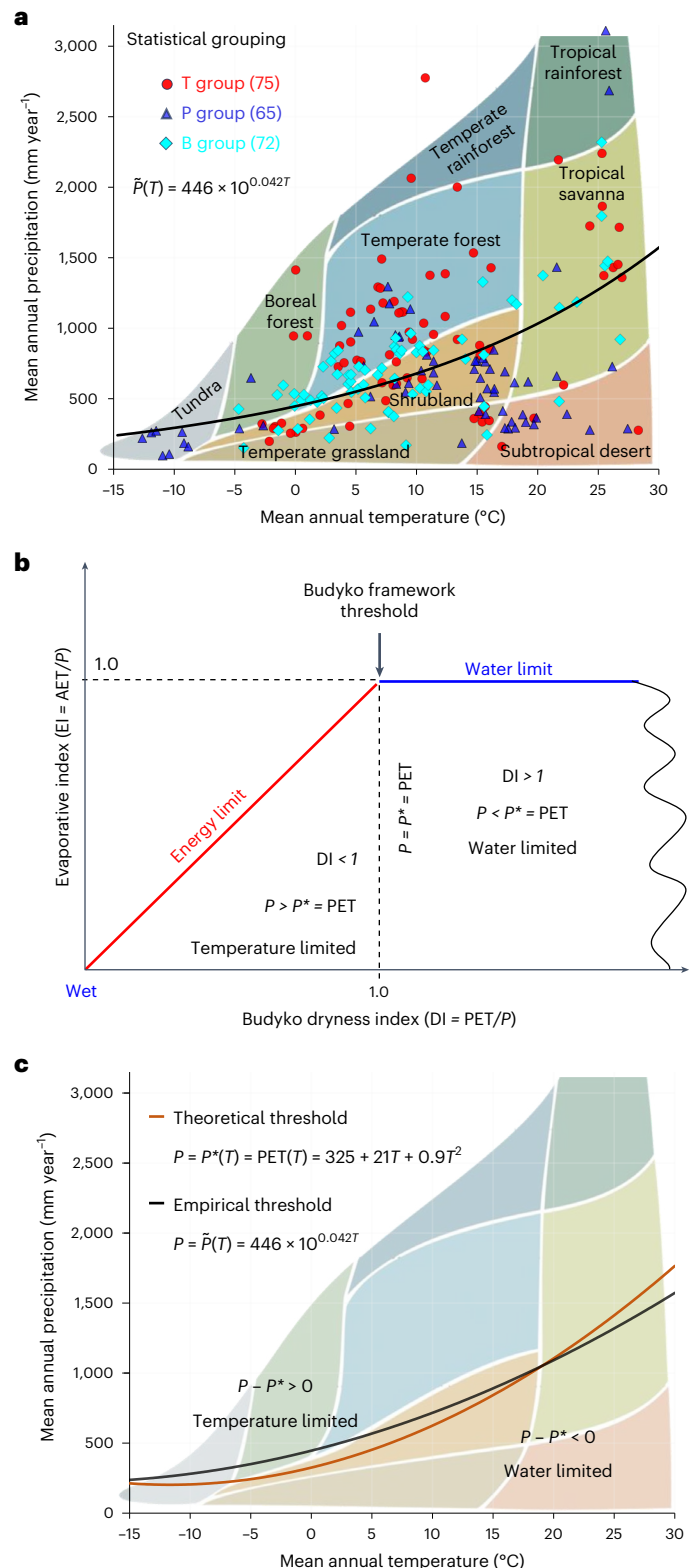 a
Statistical grouping
T group (75)
P group (65)
B group (72)
P̃(T) = 446 × 10^0.042T
Tropical
rainforest
Temperate
rainforest
Tropical
savanna
Temperate forest
Boreal
forest
Tundra
Shrubland
Temperate grassland
Subtropical desert
3,000
2,500
2,000
1,500
1,000
500
0
Mean annual precipitation (mm year⁻¹)
–15 –10 –5 0 5 10 15 20 25 30
Mean annual temperature (°C)
b
Budyko framework
threshold
1.0
Water limit
Evaporative index (EI = AET/P)
Energy limit
P = P* = PET
DI > 1
P < P* = PET
Water limited
DI < 1
P > P* = PET
Temperature limited
Wet
1.0
Budyko dryness index (DI = PET/P)
c
3,000
2,500
2,000
1,500
1,000
500
0
Mean annual precipitation (mm year⁻¹)
Theoretical threshold
P = P*(T) = PET(T) = 325 + 21T + 0.9T²
Empirical threshold
P = P̃(T) = 446 × 10^0.042T
P – P* > 0
Temperature limited
P – P* < 0
Water limited
–15 –10 –5 0 5 10 15 20 25 30
Mean annual temperature (°C)